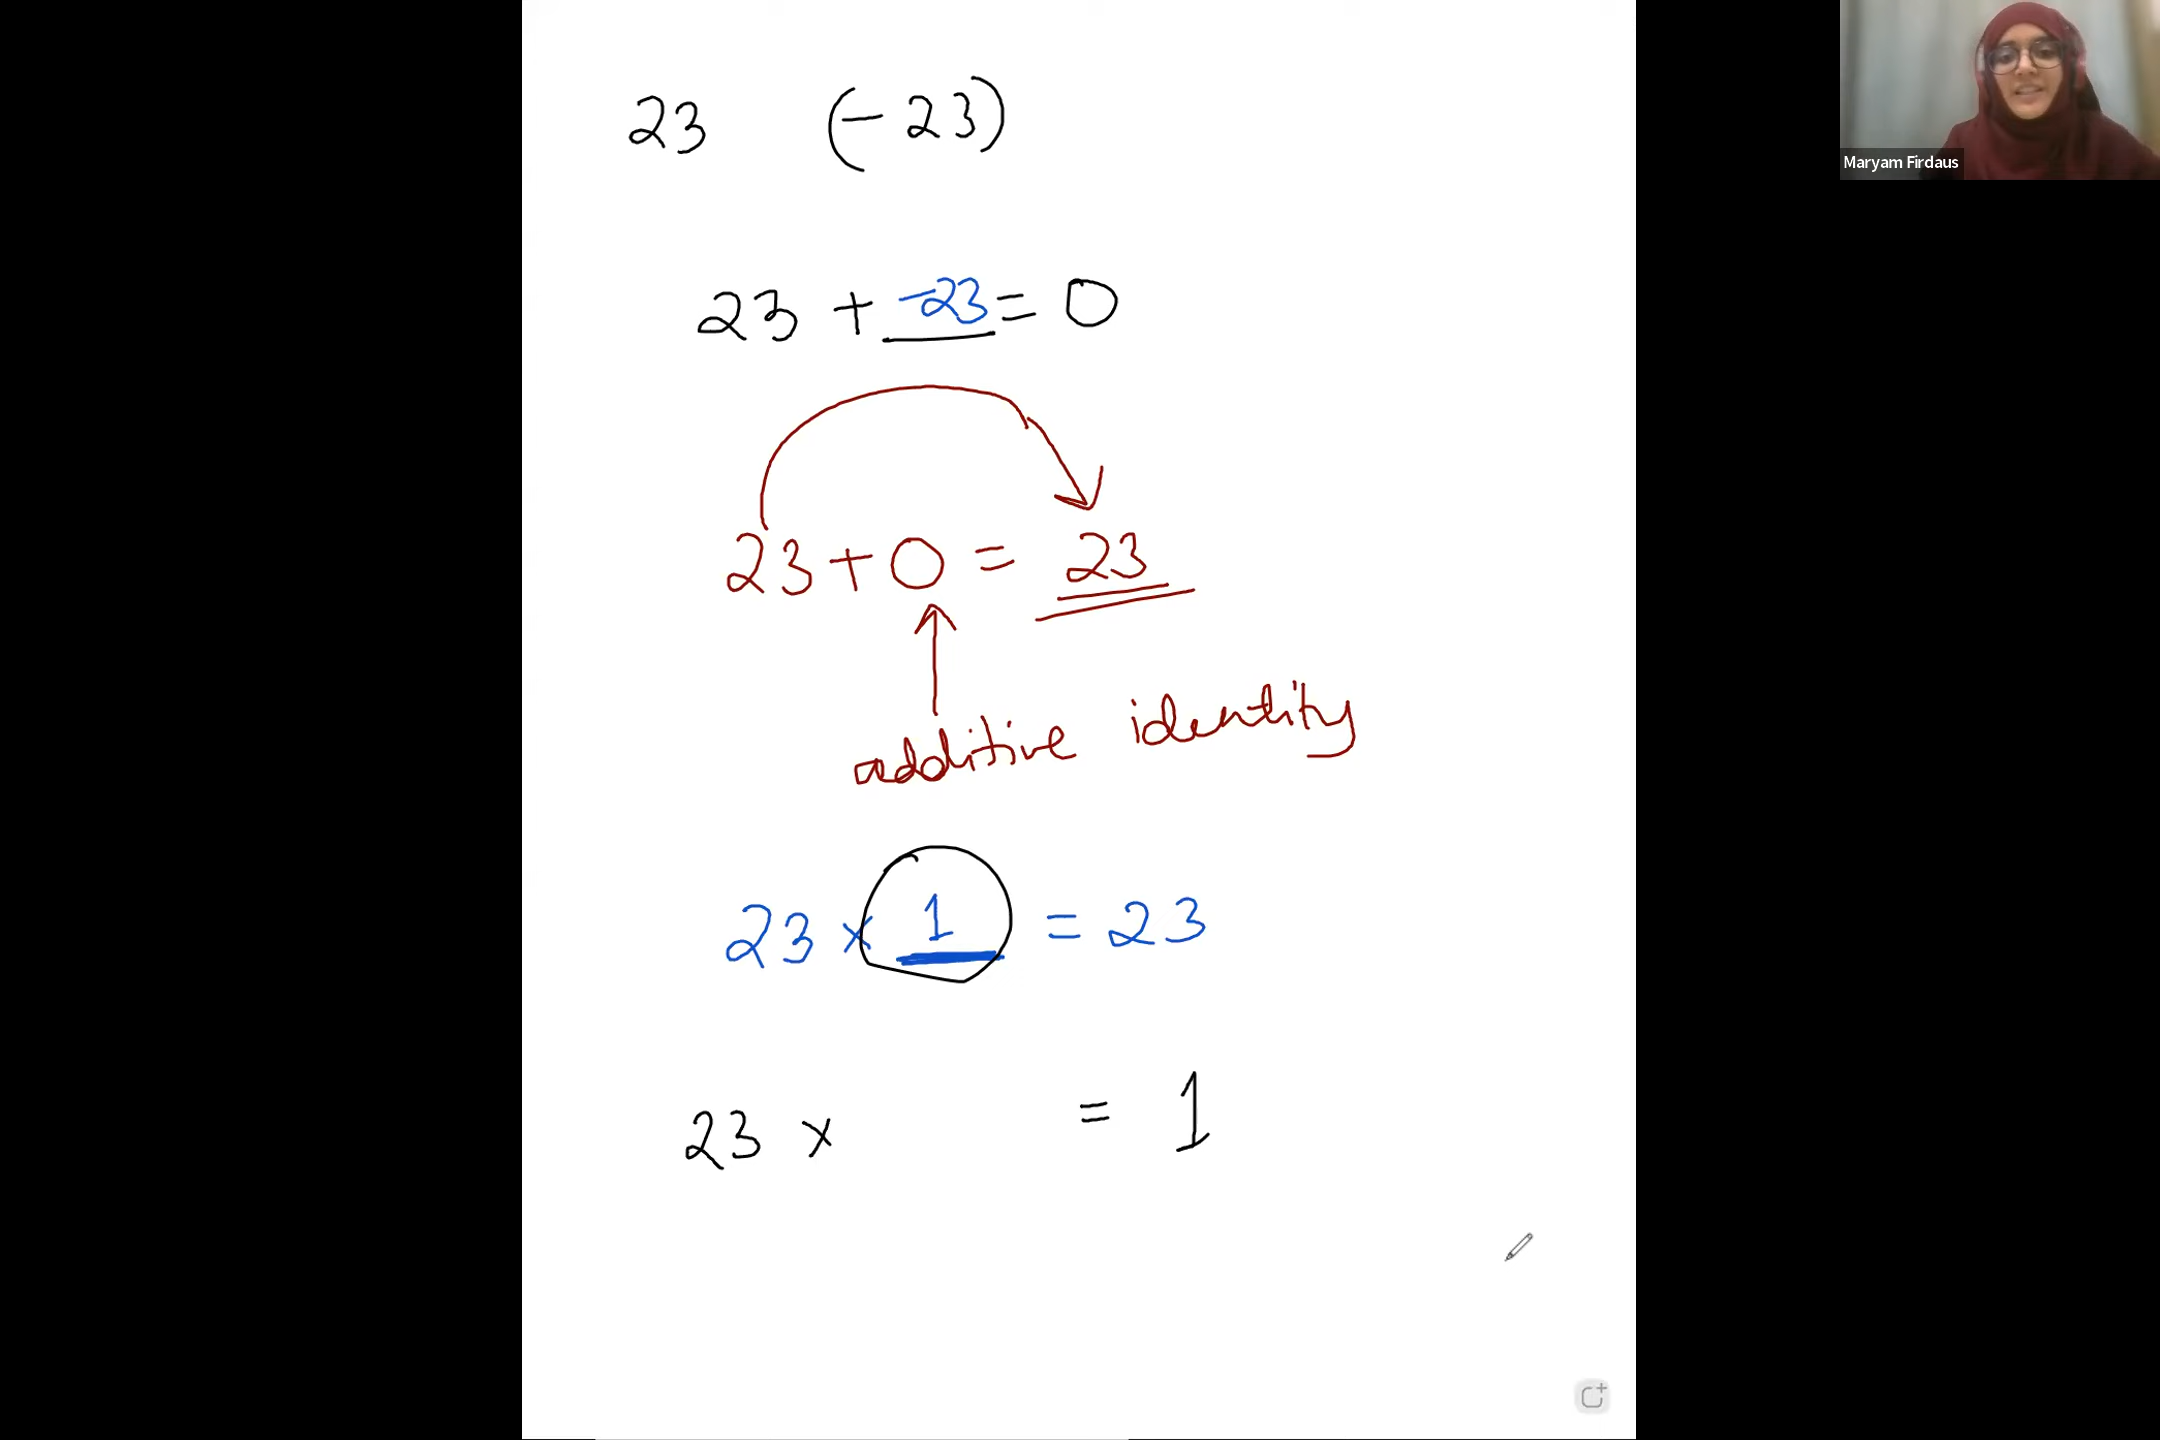 23 (-23)
Maryam Firdaus
23 + -23 = 0
23 + 0 = 23
additive identity
23 x 1 = 23
23 x = 1